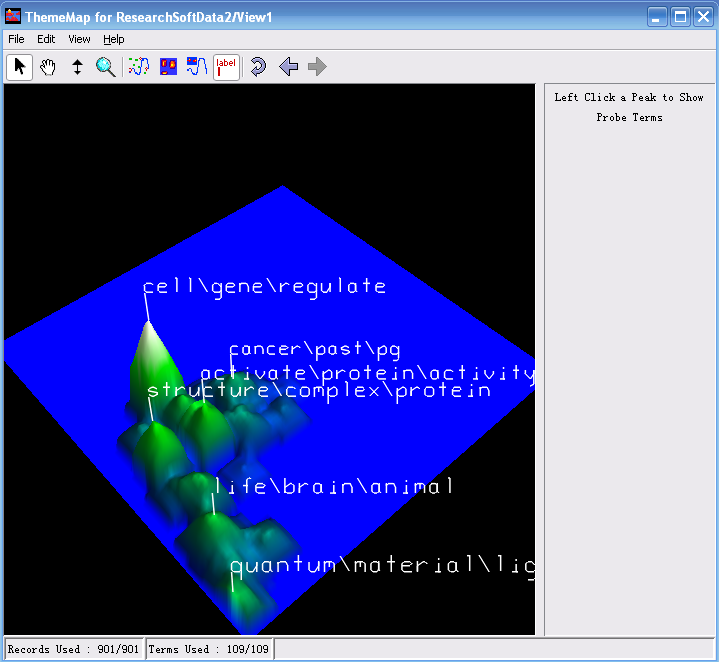 ThemeMap for ResearchSoftData2/View1
File Edit View Help
label
Left Click a Peak to Show
Probe Terms
cell\gene\regulate
cancer\past\pg
activate\protein\activity
structure\complex\protein
life\brain\animal
quantum\material\lig
Records Used : 901/901 Terms Used : 109/109